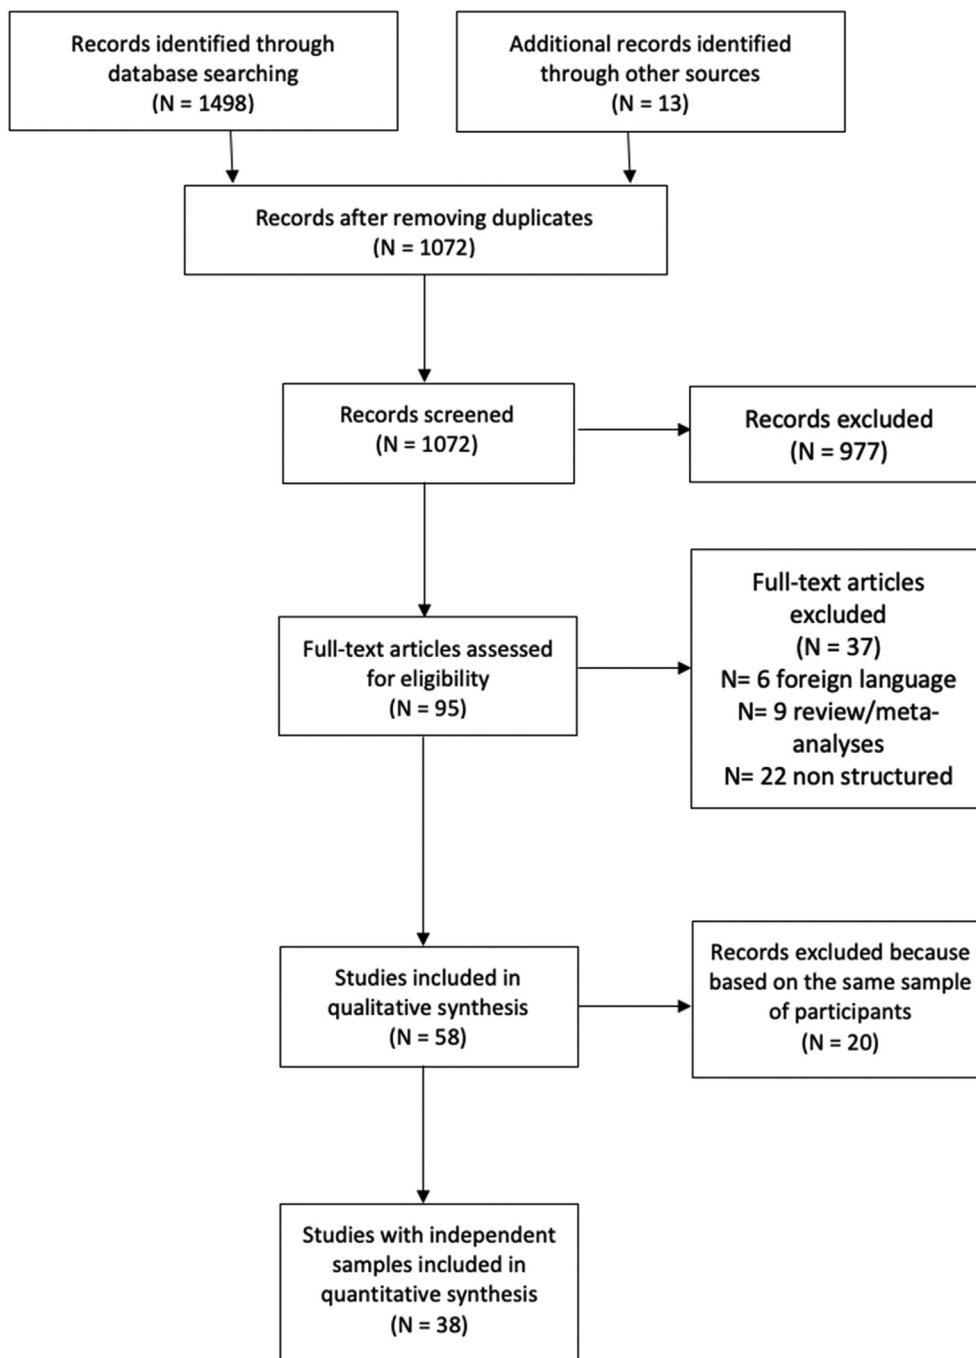 Records identified through
database searching
(N = 1498)
Additional records identified
through other sources
(N = 13)
Records after removing duplicates
(N = 1072)
Records screened
(N = 1072)
Records excluded
(N = 977)
Full-text articles assessed
for eligibility
(N = 95)
Full-text articles
excluded
(N = 37)
N= 6 foreign language
N= 9 review/meta-
analyses
N= 22 non structured
Studies included in
qualitative synthesis
(N = 58)
Records excluded because
based on the same sample
of participants
(N = 20)
Studies with independent
samples included in
quantitative synthesis
(N = 38)